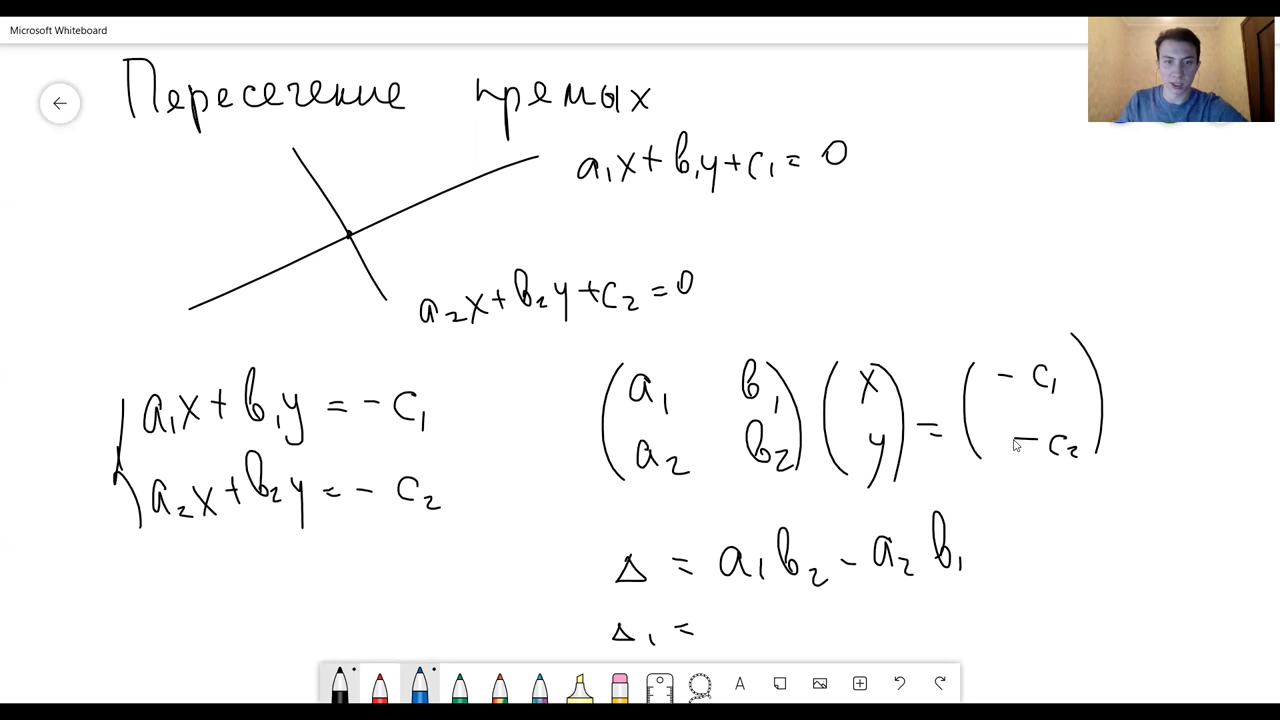 Microsoft Whiteboard
Пересечение прямых
a₁x + b₁y + c₁ = 0
a₂x + b₂y + c₂ = 0
a₁x + b₁y = - c₁
a₂x + b₂y = - c₂
a₁ b₁ x - c₁
a₂ b₂ y = - c₂
Δ = a₁b₂ - a₂b₁
Δ₁ =
A